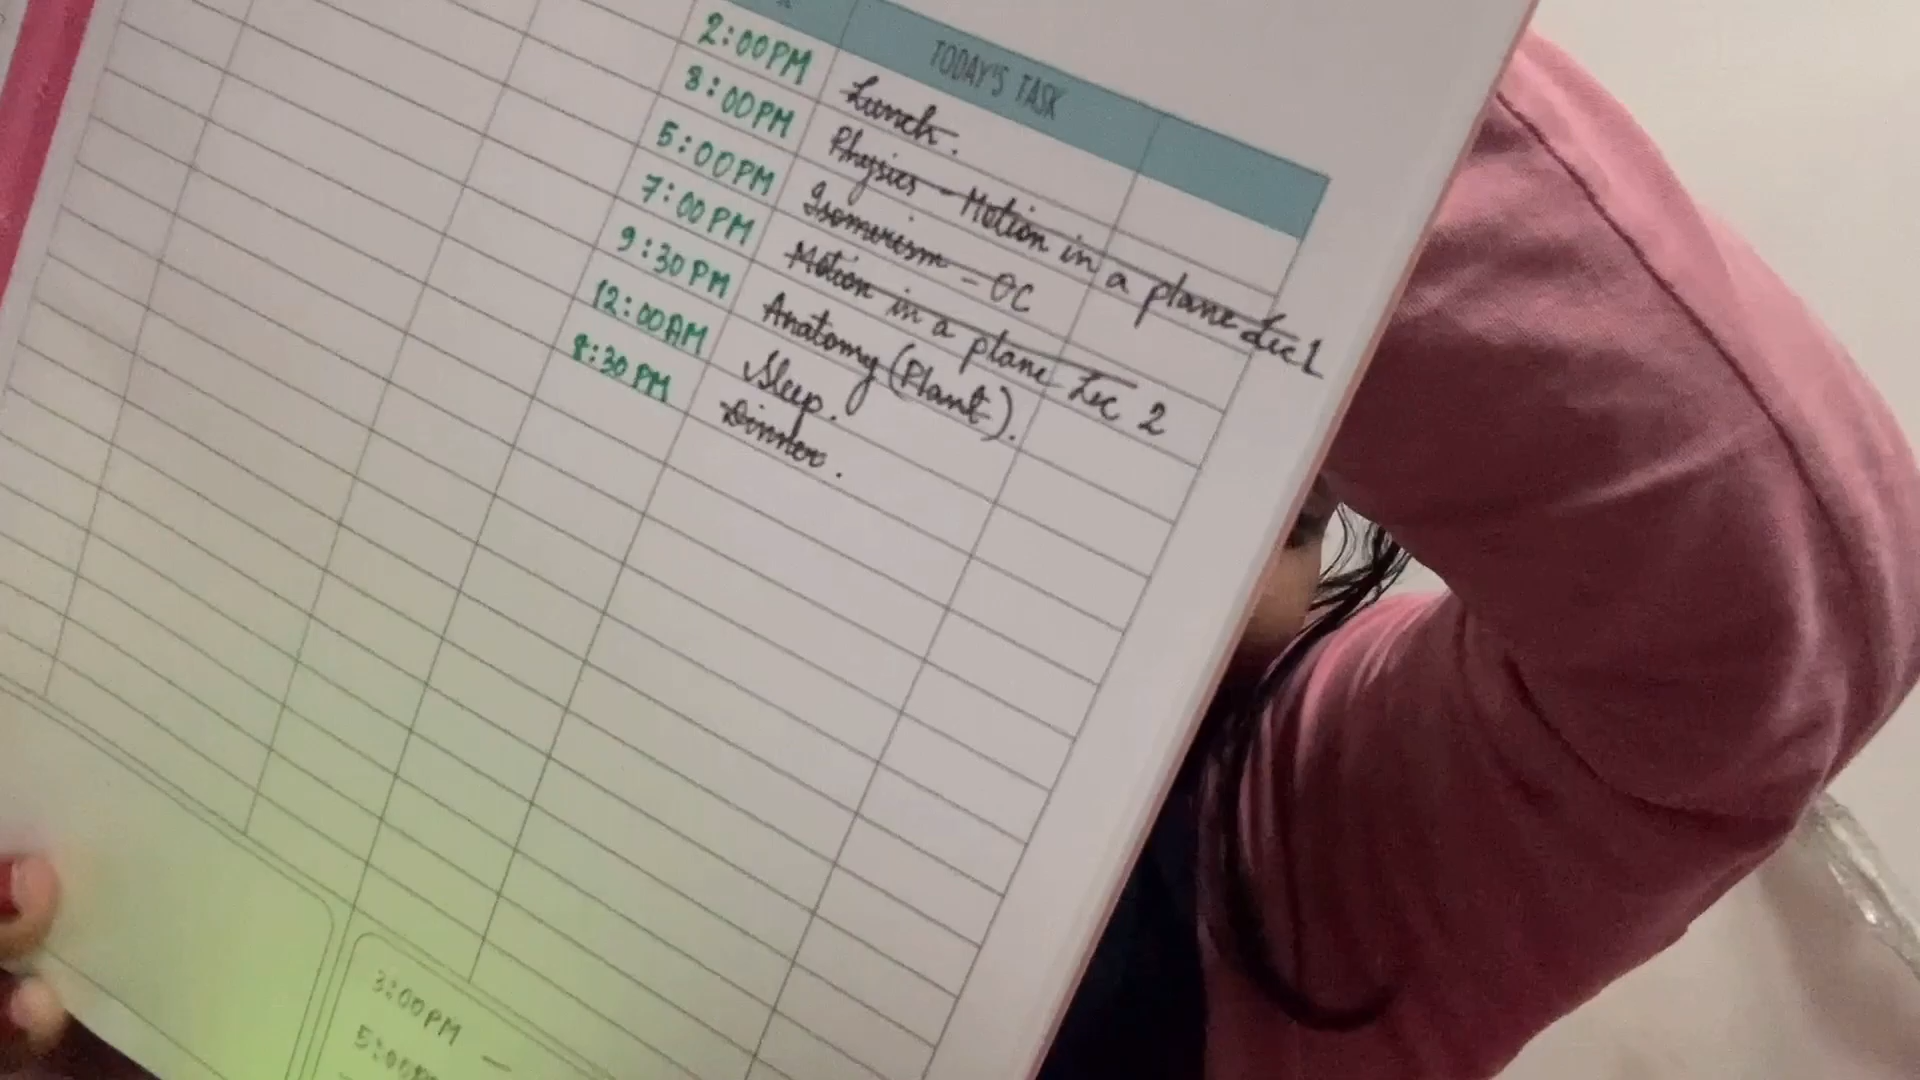 TODAY'S TASK
2:00PM Lunch.
3:00PM Physics - Motion in a plane Lec 1
5:00PM Isomerism - OC
7:00PM Motion in a plane Lec 2
9:30PM Anatomy (Plant).
12:00AM Sleep.
8:30PM Dinner.
3:00PM -